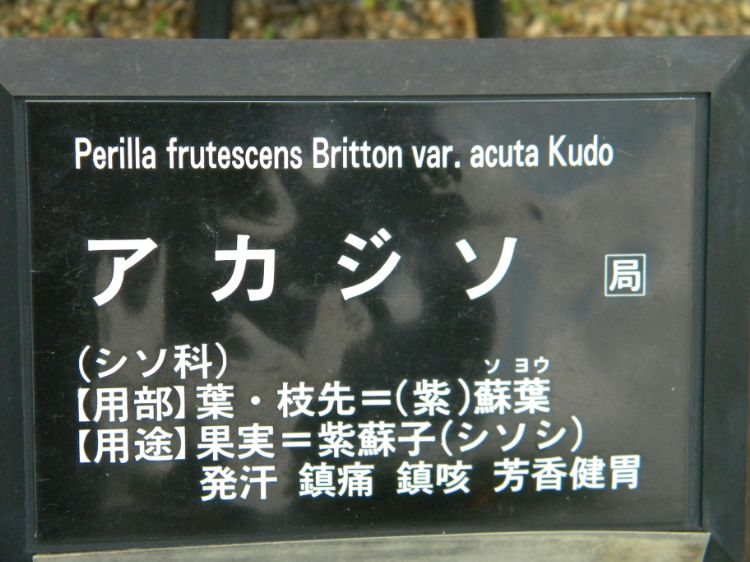 Perilla frutescens Britton var. acuta Kudo
アカジソ 局
(シソ科)
ソヨウ
【用部】葉・枝先=(紫)蘇葉
【用途】果実=紫蘇子(シソシ)
発汗 鎮痛 鎮咳 芳香健胃